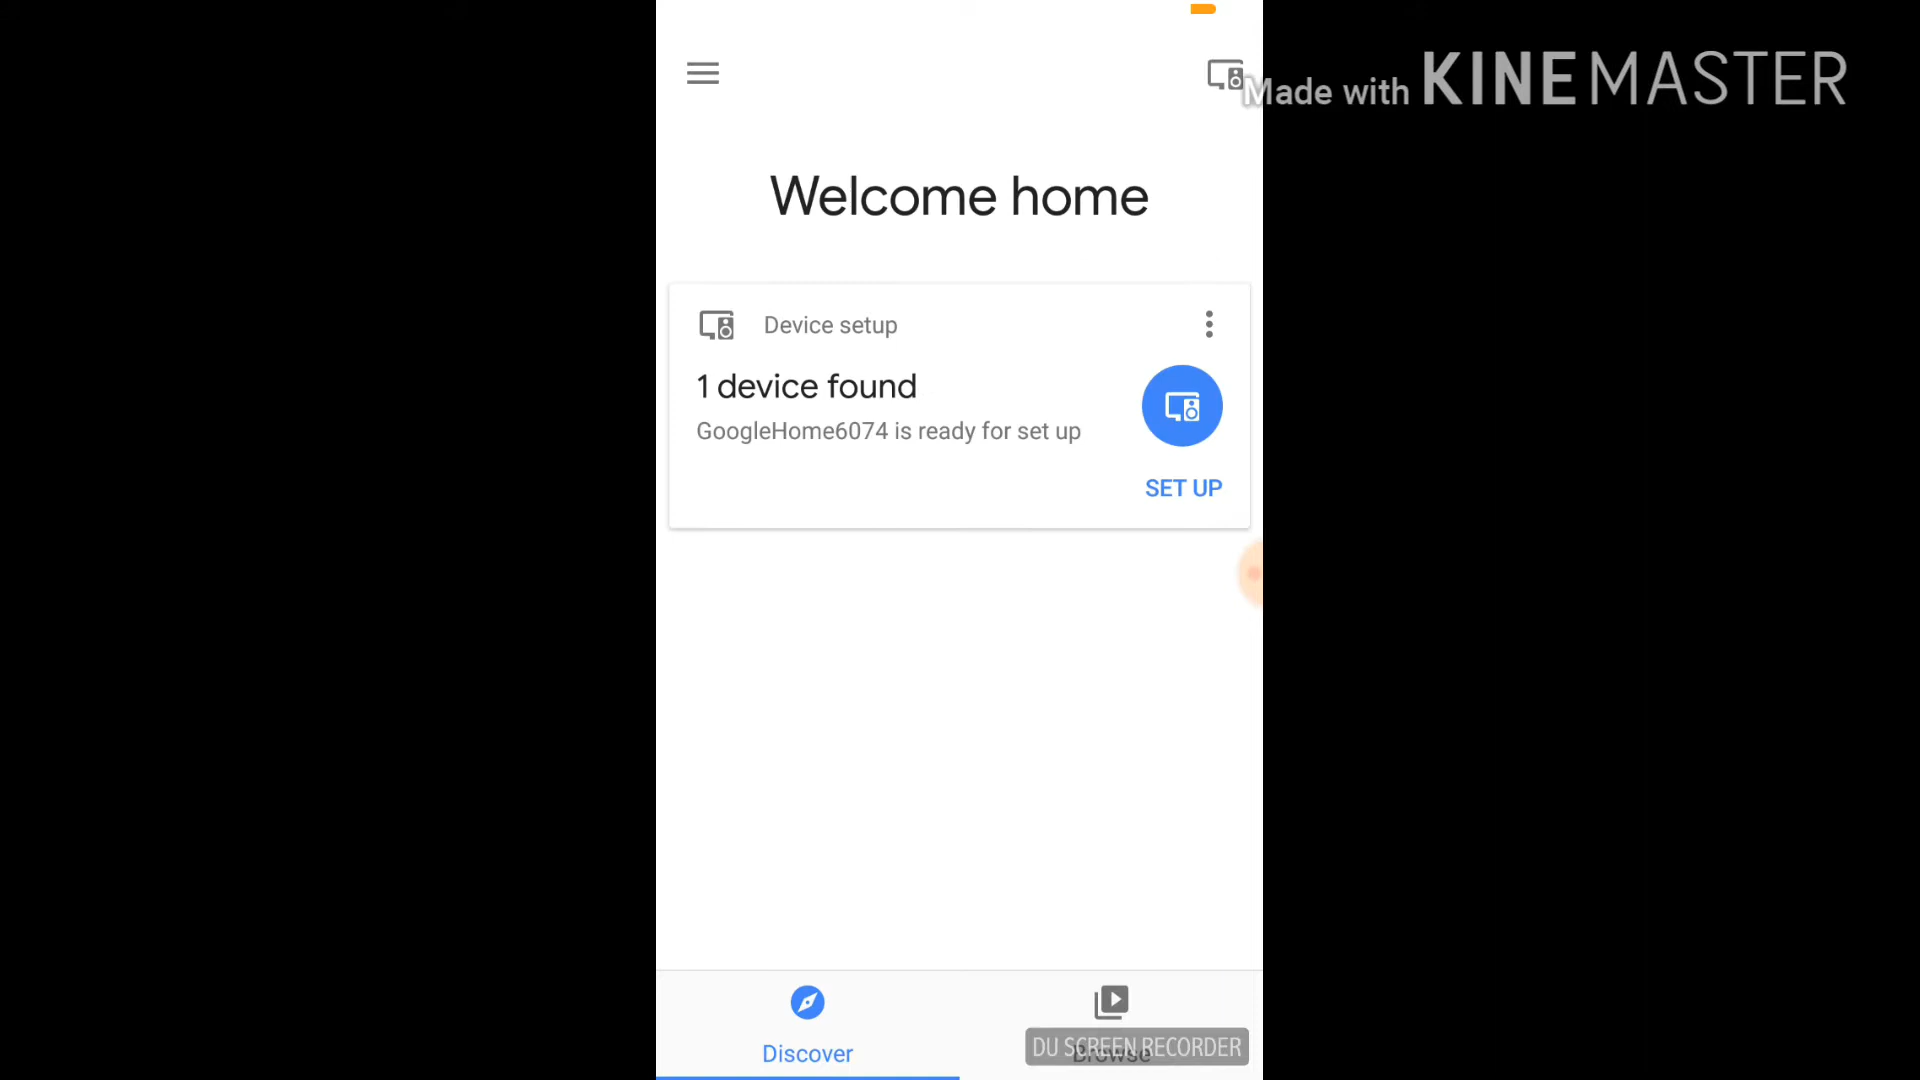 Made with KINEMASTER
Welcome home
Device setup
1 device found
GoogleHome6074 is ready for set up
SET UP
Discover
Browse
DU SCREEN RECORDER